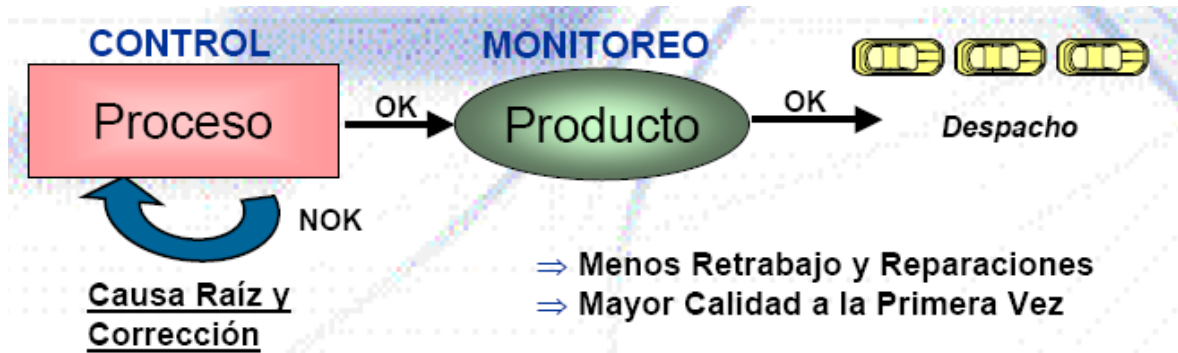 CONTROL
Proceso
NOK
Causa Raíz y
Corrección
OK
MONITOREO
Producto
OK
Despacho
⇒ Menos Retrabajo y Reparaciones
⇒ Mayor Calidad a la Primera Vez